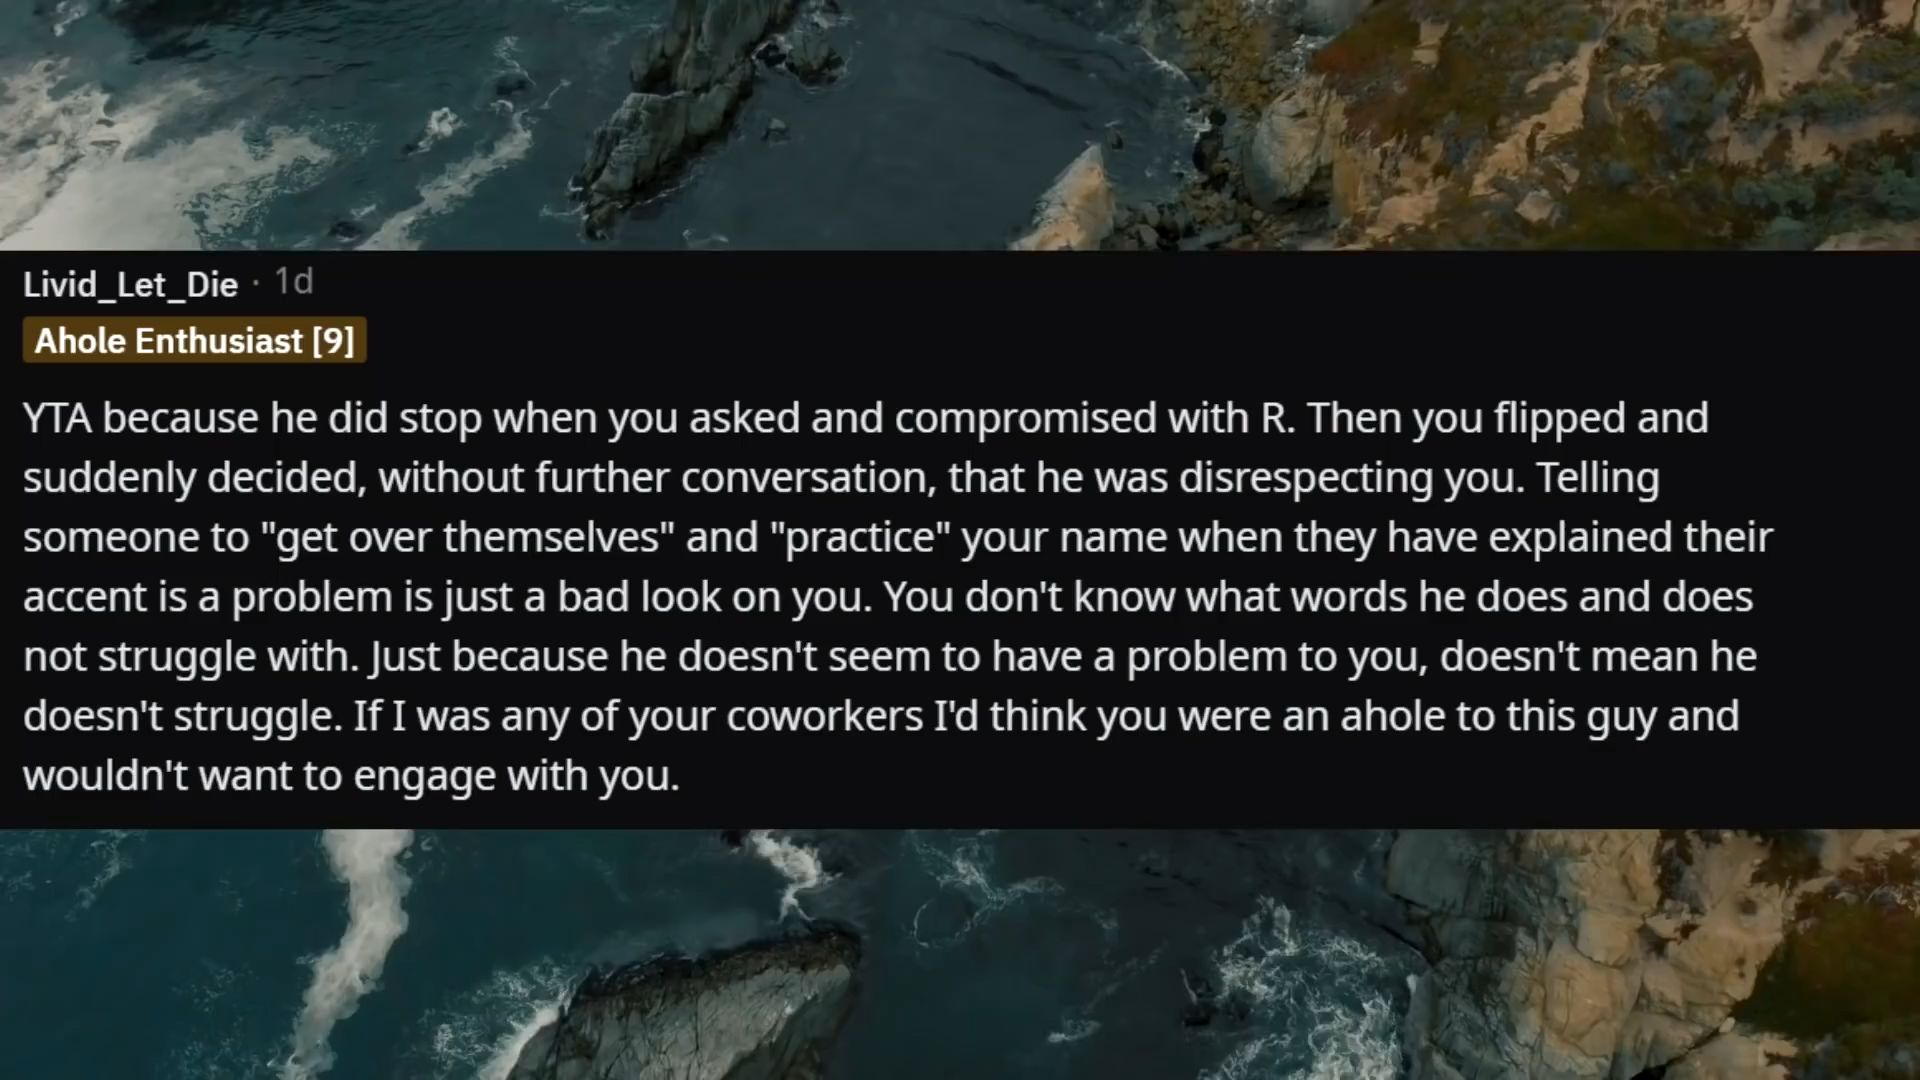 Livid_Let_Die · 1d
Ahole Enthusiast [9]
YTA because he did stop when you asked and compromised with R. Then you flipped and
suddenly decided, without further conversation, that he was disrespecting you. Telling
someone to "get over themselves" and "practice" your name when they have explained their
accent is a problem is just a bad look on you. You don't know what words he does and does
not struggle with. Just because he doesn't seem to have a problem to you, doesn't mean he
doesn't struggle. If I was any of your coworkers I'd think you were an ahole to this guy and
wouldn't want to engage with you.